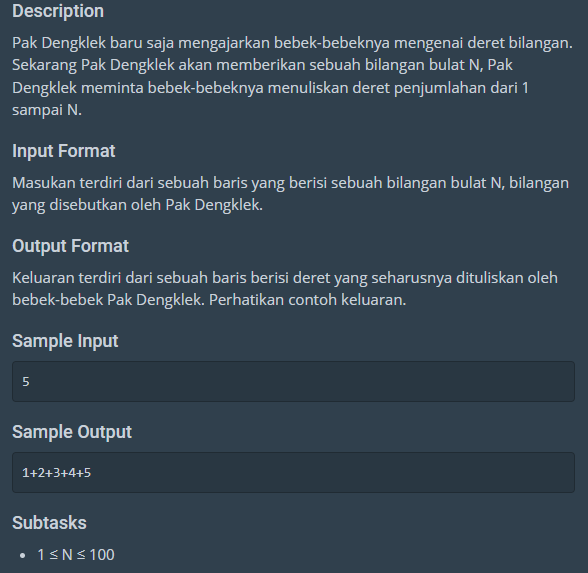 Description
Pak Dengklek baru saja mengajarkan bebek-bebeknya mengenai deret bilangan.
Sekarang Pak Dengklek akan memberikan sebuah bilangan bulat N, Pak
Dengklek meminta bebek-bebeknya menuliskan deret penjumlahan dari 1
sampai N.
Input Format
Masukan terdiri dari sebuah baris yang berisi sebuah bilangan bulat N, bilangan
yang disebutkan oleh Pak Dengklek.
Output Format
Keluaran terdiri dari sebuah baris berisi deret yang seharusnya dituliskan oleh
bebek-bebek Pak Dengklek. Perhatikan contoh keluaran.
Sample Input
5
Sample Output
1+2+3+4+5
Subtasks
• 1 ≤ N ≤ 100